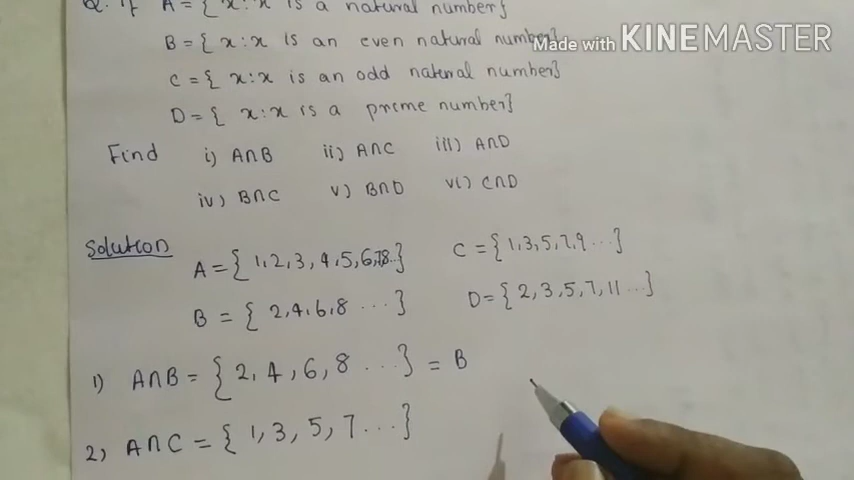 Q. If A = { x : x is a natural number}
B = { x : x is an even natural number}
Made with KINEMASTER
C = { x : x is an odd natural number}
D = { x : x is a prime number}
Find i) A∩B ii) A∩C iii) A∩D
iv) B∩C v) B∩D vi) C∩D
Solution
A = { 1, 2, 3, 4, 5, 6, 7, 8...} C = { 1, 3, 5, 7, 9 ...}
B = { 2, 4, 6, 8 ...} D = { 2, 3, 5, 7, 11 ...}
1) A∩B = { 2, 4, 6, 8 ...} = B
2) A∩C = { 1, 3, 5, 7 ...}